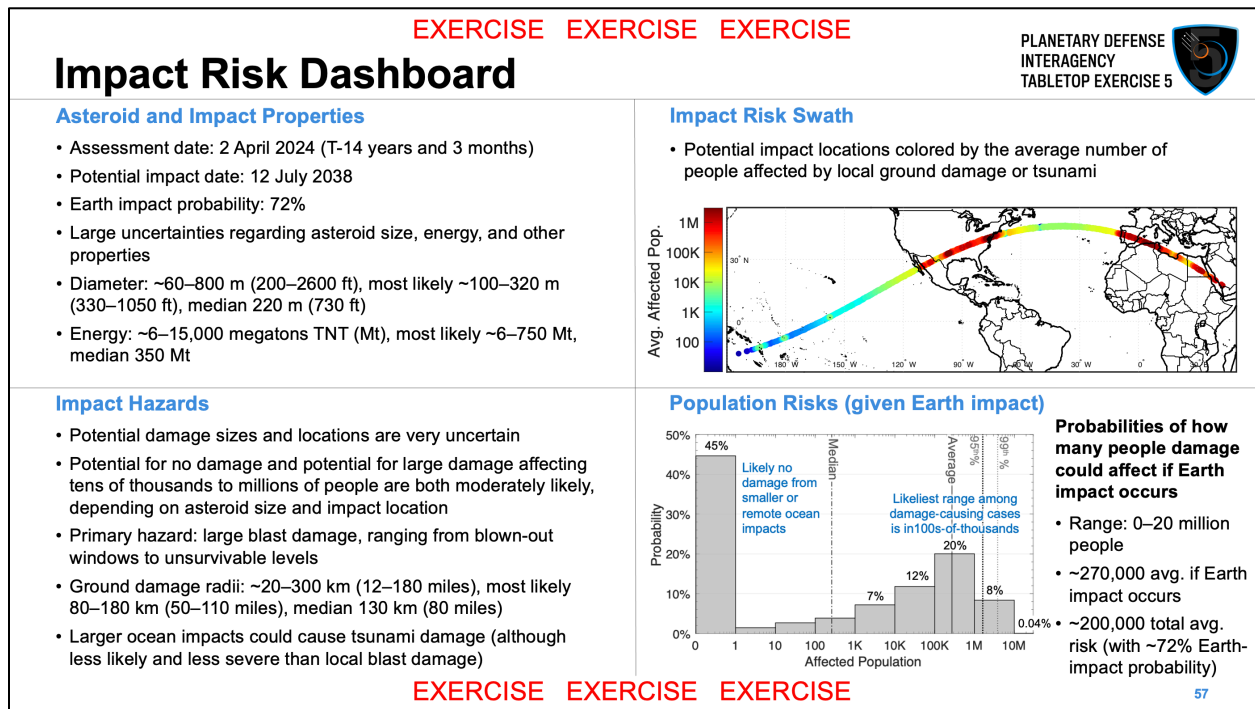 EXERCISE EXERCISE EXERCISE
Impact Risk Dashboard
PLANETARY DEFENSE
INTERAGENCY
TABLETOP EXERCISE 5
Asteroid and Impact Properties
• Assessment date: 2 April 2024 (T-14 years and 3 months)
• Potential impact date: 12 July 2038
• Earth impact probability: 72%
• Large uncertainties regarding asteroid size, energy, and other
properties
• Diameter: ~60–800 m (200–2600 ft), most likely ~100–320 m
(330–1050 ft), median 220 m (730 ft)
• Energy: ~6–15,000 megatons TNT (Mt), most likely ~6–750 Mt,
median 350 Mt
Impact Risk Swath
• Potential impact locations colored by the average number of
people affected by local ground damage or tsunami
Avg. Affected Pop.
1M
100K
10K
1K
100
30° N
0°
180° W
150° W
120° W
90° W
60° W
30° W
0°
30° E
Impact Hazards
• Potential damage sizes and locations are very uncertain
• Potential for no damage and potential for large damage affecting
tens of thousands to millions of people are both moderately likely,
depending on asteroid size and impact location
• Primary hazard: large blast damage, ranging from blown-out
windows to unsurvivable levels
• Ground damage radii: ~20–300 km (12–180 miles), most likely
80–180 km (50–110 miles), median 130 km (80 miles)
• Larger ocean impacts could cause tsunami damage (although
less likely and less severe than local blast damage)
Population Risks (given Earth impact)
Probability
50%
40%
30%
20%
10%
0%
45%
Likely no
damage from
smaller or
remote ocean
impacts
Median
Average
95th%
99th %
Likeliest range among
damage-causing cases
is in100s-of-thousands
7%
12%
20%
8%
0.04%
0
1
10
100
1K
10K
100K
1M
10M
Affected Population
Probabilities of how
many people damage
could affect if Earth
impact occurs
• Range: 0–20 million
people
• ~270,000 avg. if Earth
impact occurs
• ~200,000 total avg.
risk (with ~72% Earth-
impact probability)
EXERCISE EXERCISE EXERCISE
57